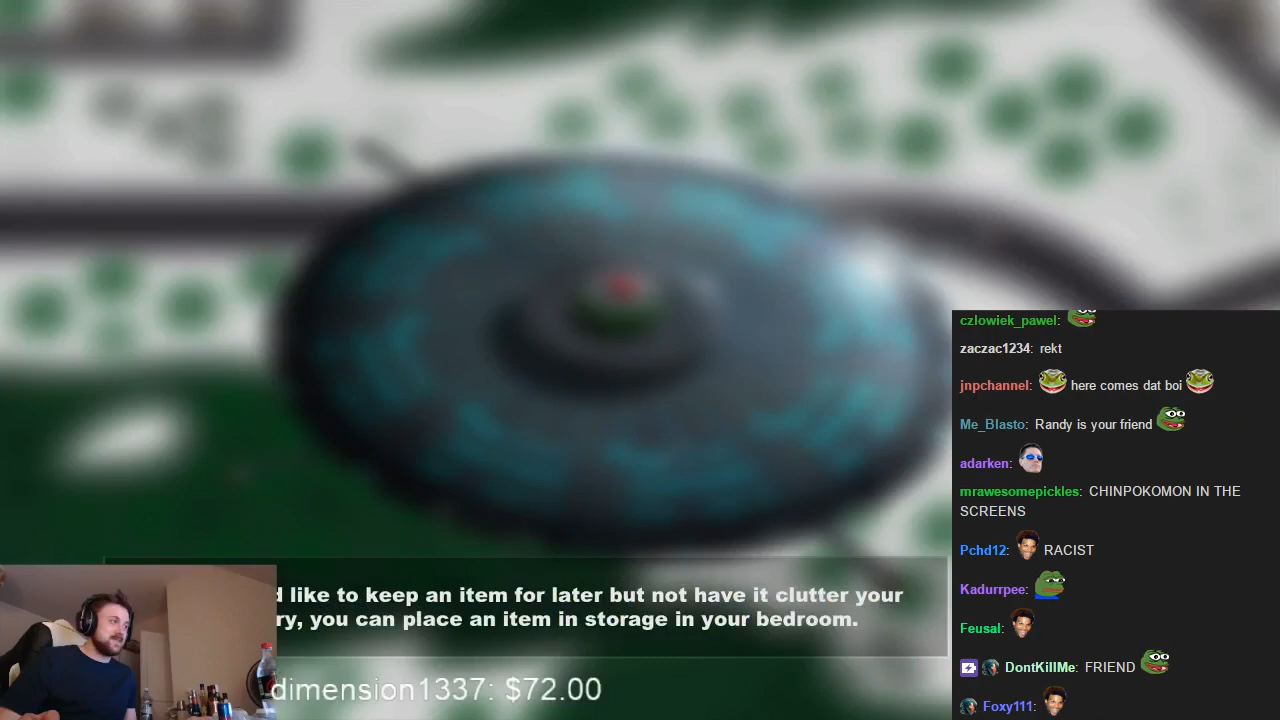 d like to keep an item for later but not have it clutter your
ry, you can place an item in storage in your bedroom.
dimension1337: $72.00
czlowiek_pawel:
zaczac1234: rekt
jnpchannel: here comes dat boi
Me_Blasto: Randy is your friend
adarken:
mrawesomepickles: CHINPOKOMON IN THE
SCREENS
Pchd12: RACIST
Kadurrpee:
Feusal:
DontKillMe: FRIEND
Foxy111: